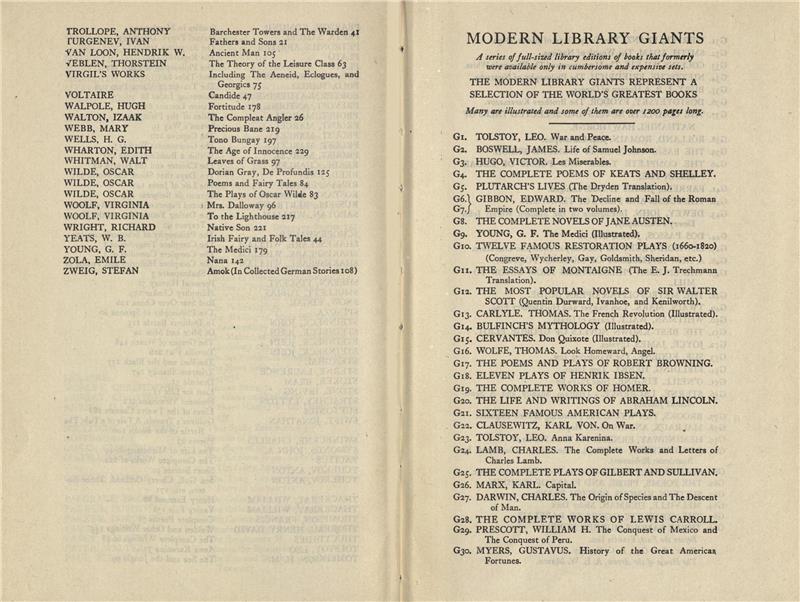 TROLLOPE, ANTHONY Barchester Towers and The Warden 41
TURGENEV, IVAN Fathers and Sons 21
VAN LOON, HENDRIK W. Ancient Man 105
VEBLEN, THORSTEIN The Theory of the Leisure Class 63
VIRGIL'S WORKS Including The Aeneid, Eclogues, and
Georgics 75
VOLTAIRE Candide 47
WALPOLE, HUGH Fortitude 178
WALTON, IZAAK The Compleat Angler 26
WEBB, MARY Precious Bane 219
WELLS, H. G. Tono Bungay 197
WHARTON, EDITH The Age of Innocence 229
WHITMAN, WALT Leaves of Grass 97
WILDE, OSCAR Dorian Gray, De Profundis 125
WILDE, OSCAR Poems and Fairy Tales 84
WILDE, OSCAR The Plays of Oscar Wilde 83
WOOLF, VIRGINIA Mrs. Dalloway 96
WOOLF, VIRGINIA To the Lighthouse 217
WRIGHT, RICHARD Native Son 221
YEATS, W. B. Irish Fairy and Folk Tales 44
YOUNG, G. F. The Medici 179
ZOLA, EMILE Nana 142
ZWEIG, STEFAN Amok (In Collected German Stories 108)
MODERN LIBRARY GIANTS
A series of full-sized library editions of books that formerly
were available only in cumbersome and expensive sets.
THE MODERN LIBRARY GIANTS REPRESENT A
SELECTION OF THE WORLD'S GREATEST BOOKS
Many are illustrated and some of them are over 1200 pages long.
G1. TOLSTOY, LEO. War and Peace.
G2. BOSWELL, JAMES. Life of Samuel Johnson.
G3. HUGO, VICTOR. Les Miserables.
G4. THE COMPLETE POEMS OF KEATS AND SHELLEY.
G5. PLUTARCH'S LIVES (The Dryden Translation).
G6.} GIBBON, EDWARD. The Decline and Fall of the Roman
G7.} Empire (Complete in two volumes).
G8. THE COMPLETE NOVELS OF JANE AUSTEN.
G9. YOUNG, G. F. The Medici (Illustrated).
G10. TWELVE FAMOUS RESTORATION PLAYS (1660-1820)
(Congreve, Wycherley, Gay, Goldsmith, Sheridan, etc.)
G11. THE ESSAYS OF MONTAIGNE (The E. J. Trechmann
Translation).
G12. THE MOST POPULAR NOVELS OF SIR WALTER
SCOTT (Quentin Durward, Ivanhoe, and Kenilworth).
G13. CARLYLE, THOMAS. The French Revolution (Illustrated).
G14. BULFINCH'S MYTHOLOGY (Illustrated).
G15. CERVANTES. Don Quixote (Illustrated).
G16. WOLFE, THOMAS. Look Homeward, Angel.
G17. THE POEMS AND PLAYS OF ROBERT BROWNING.
G18. ELEVEN PLAYS OF HENRIK IBSEN.
G19. THE COMPLETE WORKS OF HOMER.
G20. THE LIFE AND WRITINGS OF ABRAHAM LINCOLN.
G21. SIXTEEN FAMOUS AMERICAN PLAYS.
G22. CLAUSEWITZ, KARL VON. On War.
G23. TOLSTOY, LEO. Anna Karenina.
G24. LAMB, CHARLES. The Complete Works and Letters of
Charles Lamb.
G25. THE COMPLETE PLAYS OF GILBERT AND SULLIVAN.
G26. MARX, KARL. Capital.
G27. DARWIN, CHARLES. The Origin of Species and The Descent
of Man.
G28. THE COMPLETE WORKS OF LEWIS CARROLL.
G29. PRESCOTT, WILLIAM H. The Conquest of Mexico and
The Conquest of Peru.
G30. MYERS, GUSTAVUS. History of the Great American
Fortunes.